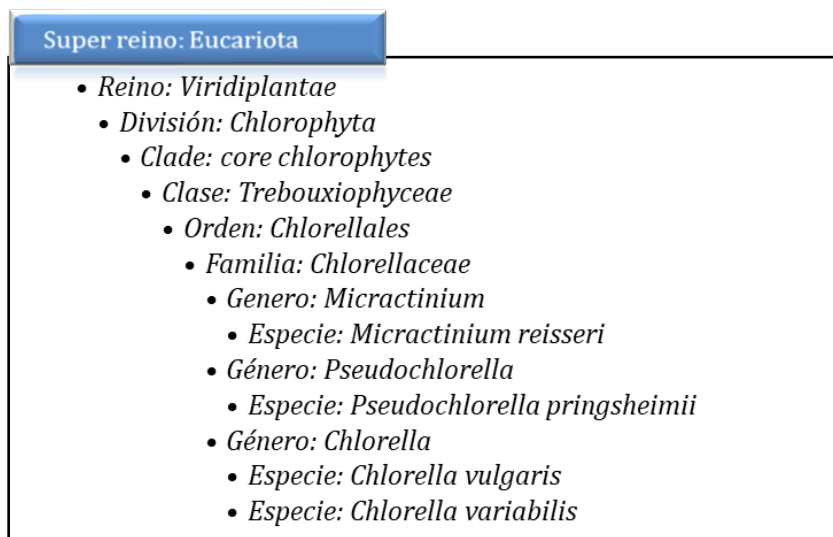 Super reino: Eucariota
• Reino: Viridiplantae
• División: Chlorophyta
• Clade: core chlorophytes
• Clase: Trebouxiophyceae
• Orden: Chlorellales
• Familia: Chlorellaceae
• Genero: Micractinium
• Especie: Micractinium reisseri
• Género: Pseudochlorella
• Especie: Pseudochlorella pringsheimii
• Género: Chlorella
• Especie: Chlorella vulgaris
• Especie: Chlorella variabilis